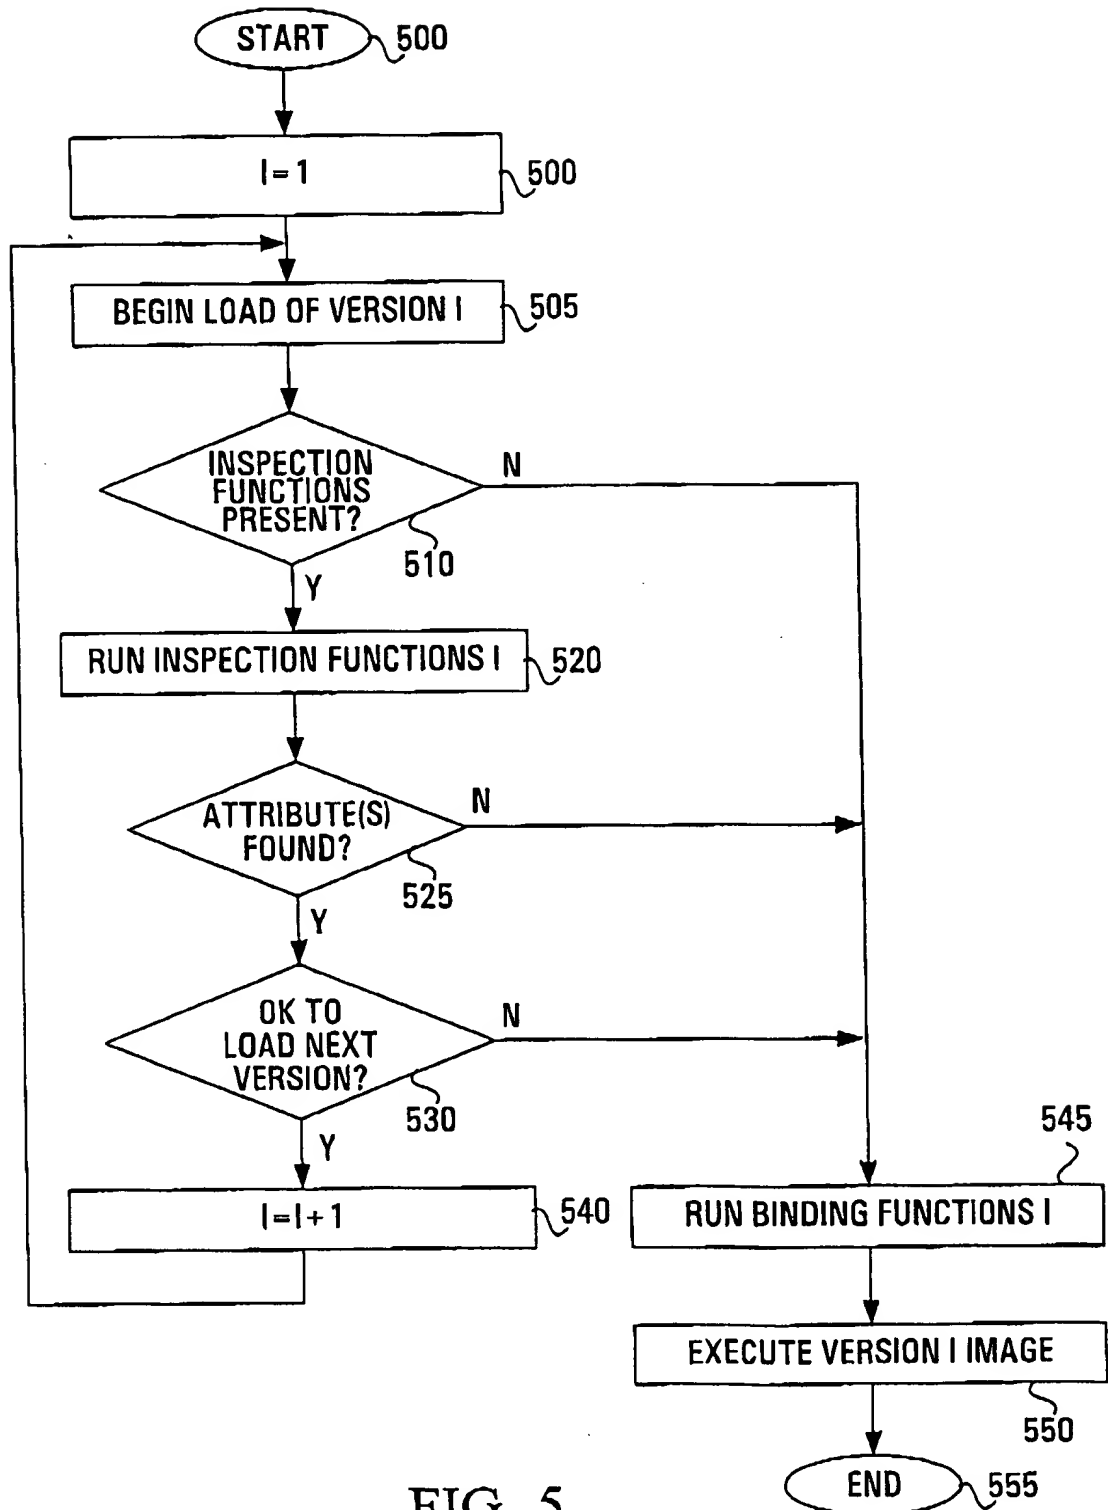 START
500
I=1
500
BEGIN LOAD OF VERSION I
505
INSPECTION
FUNCTIONS
PRESENT?
N
510
Y
RUN INSPECTION FUNCTIONS I
520
ATTRIBUTE(S)
FOUND?
N
525
Y
OK TO
LOAD NEXT
VERSION?
N
530
Y
I=I+1
540
545
RUN BINDING FUNCTIONS I
EXECUTE VERSION I IMAGE
550
END
555
FIG. 5